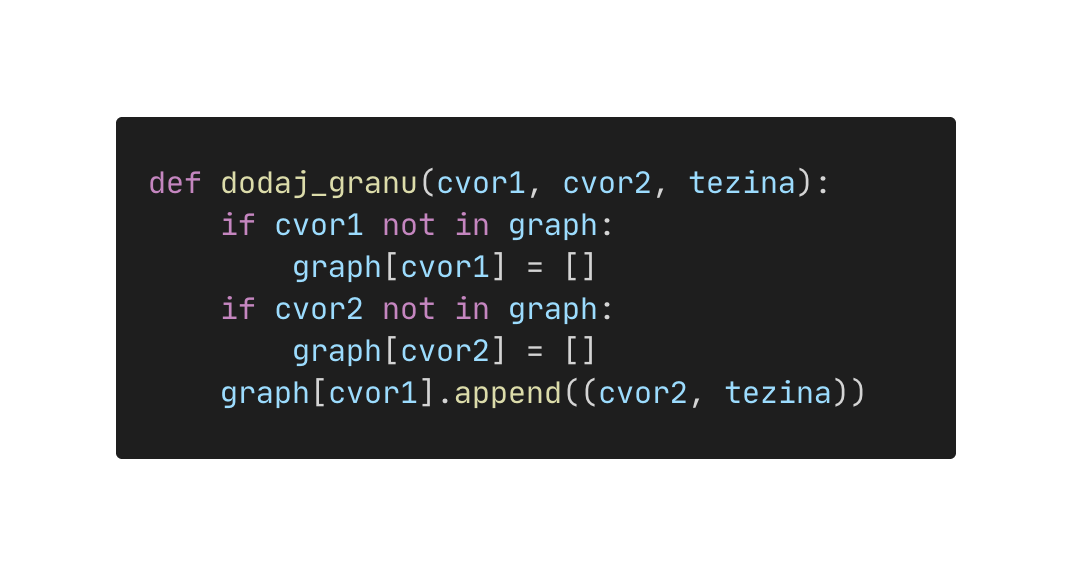 def dodaj_granu(cvor1, cvor2, tezina):
    if cvor1 not in graph:
        graph[cvor1] = []
    if cvor2 not in graph:
        graph[cvor2] = []
    graph[cvor1].append((cvor2, tezina))